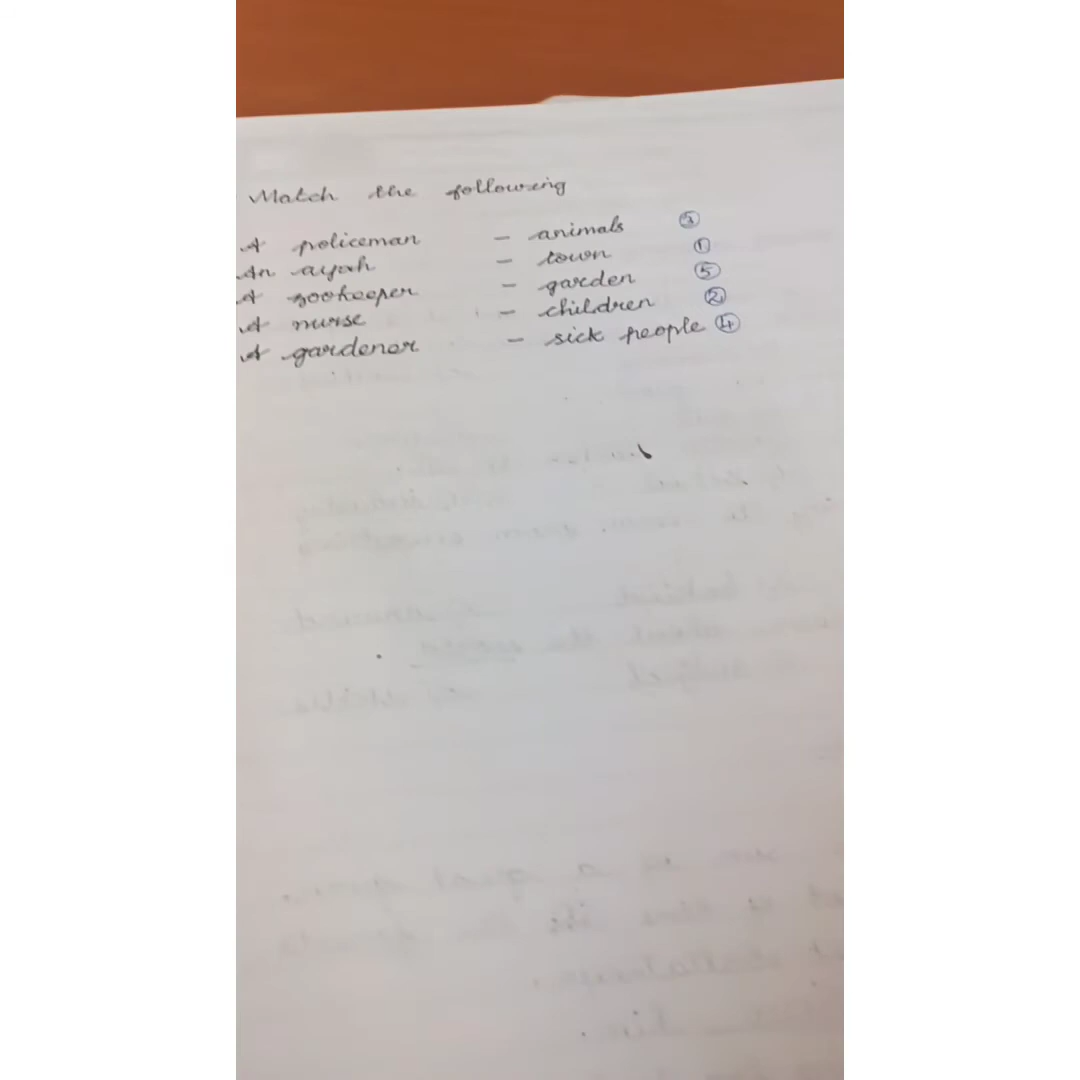 Match the following
A policeman - animals ③
An ayah - town ①
A zookeeper - garden ⑤
A nurse - children ②
A gardener - sick people ④